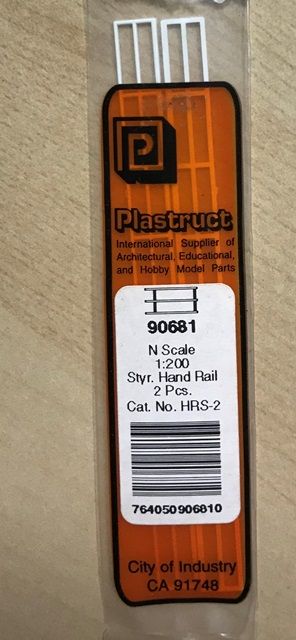 P
Plastruct
International Supplier of
Architectural, Educational,
and Hobby Model Parts
90681
N Scale
1:200
Styr. Hand Rail
2 Pcs.
Cat. No. HRS-2
764050906810
City of Industry
CA 91748